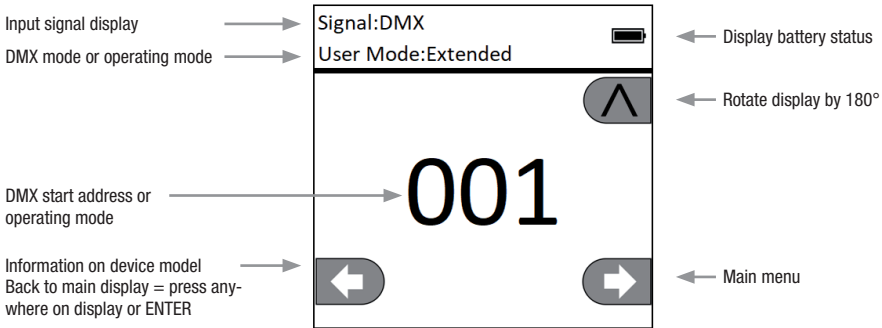 Input signal display
DMX mode or operating mode
Signal:DMX
User Mode:Extended
Display battery status
Rotate display by 180°
001
DMX start address or
operating mode
Information on device model
Back to main display = press any-
where on display or ENTER
Main menu